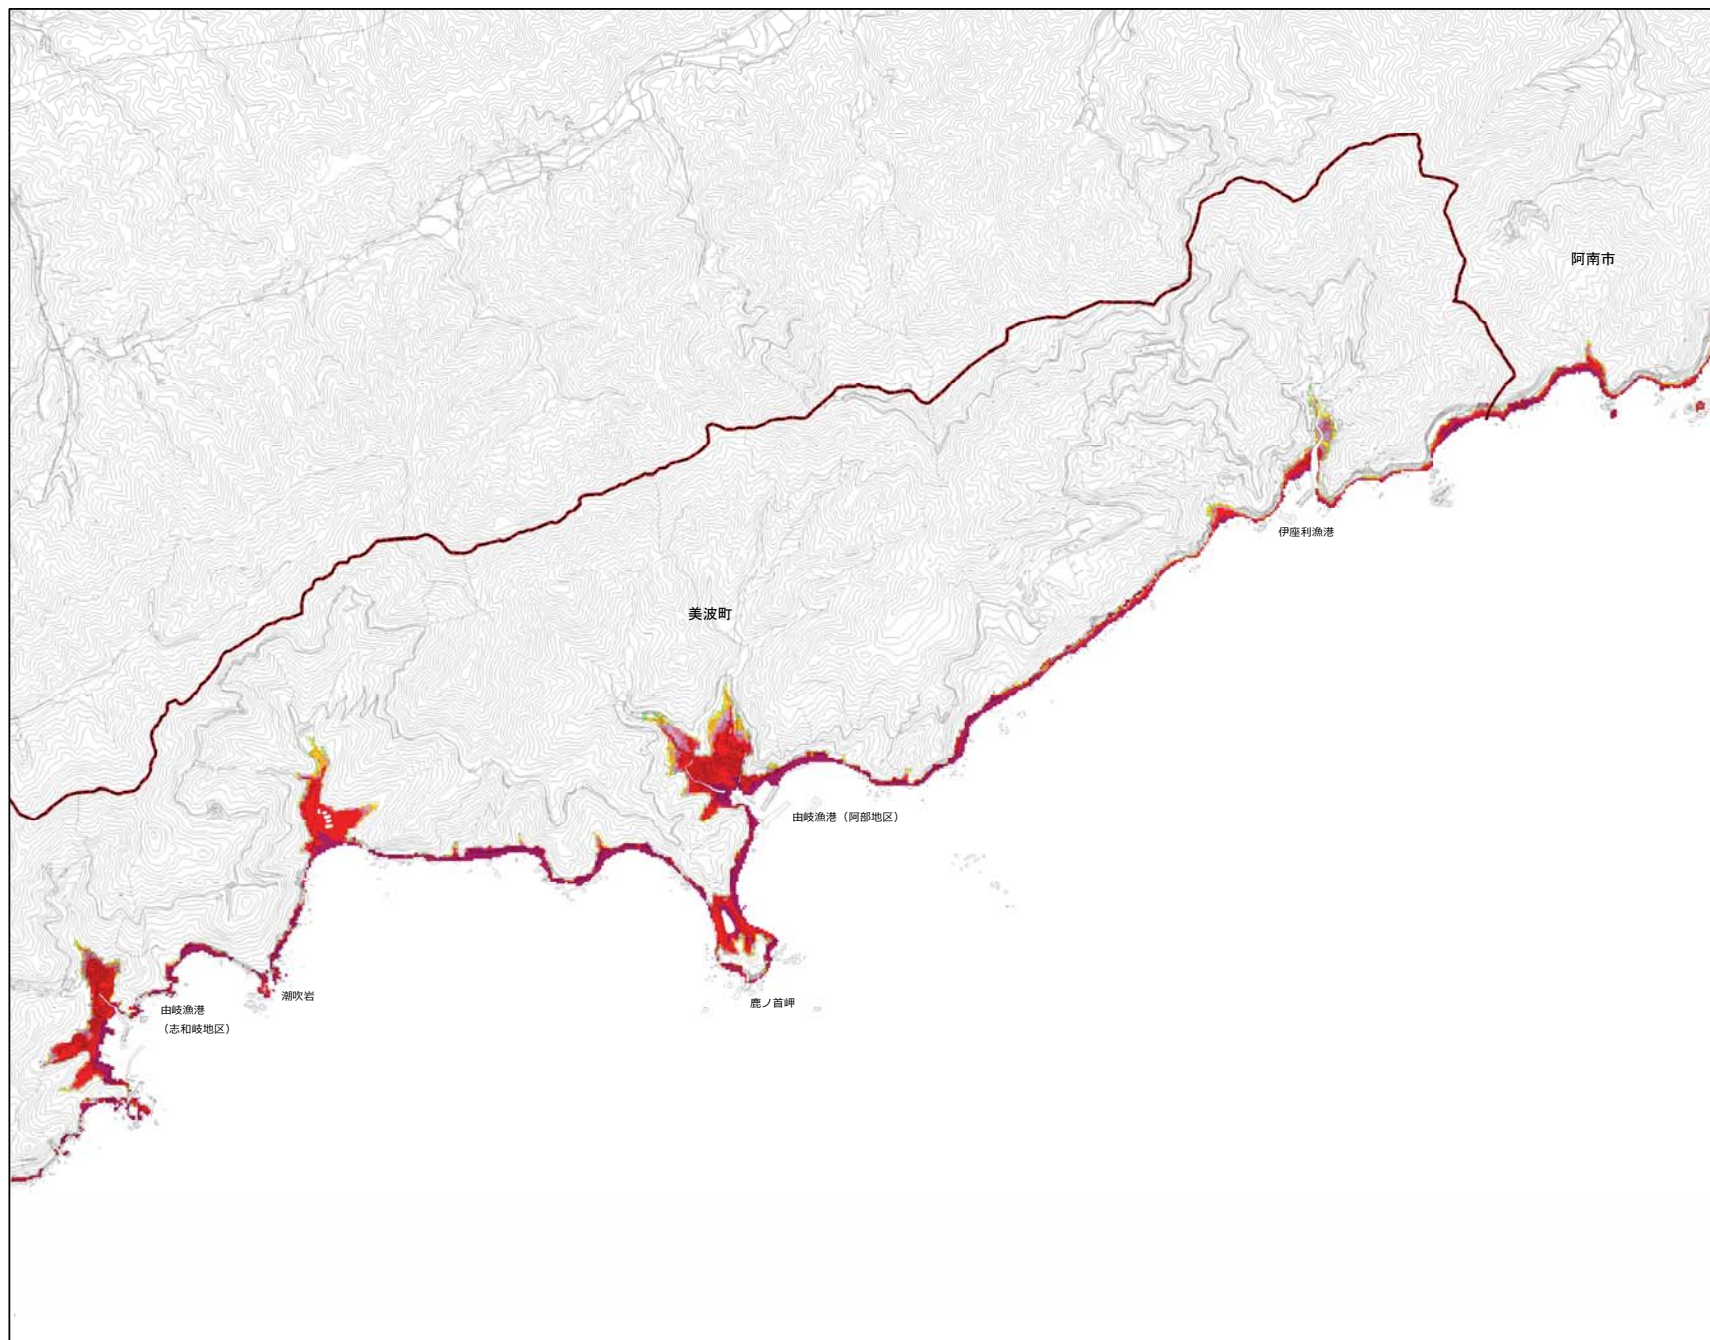 阿南市
伊座利漁港
美波町
由岐漁港（阿部地区）
潮吹岩
鹿ノ首岬
由岐漁港
（志和岐地区）